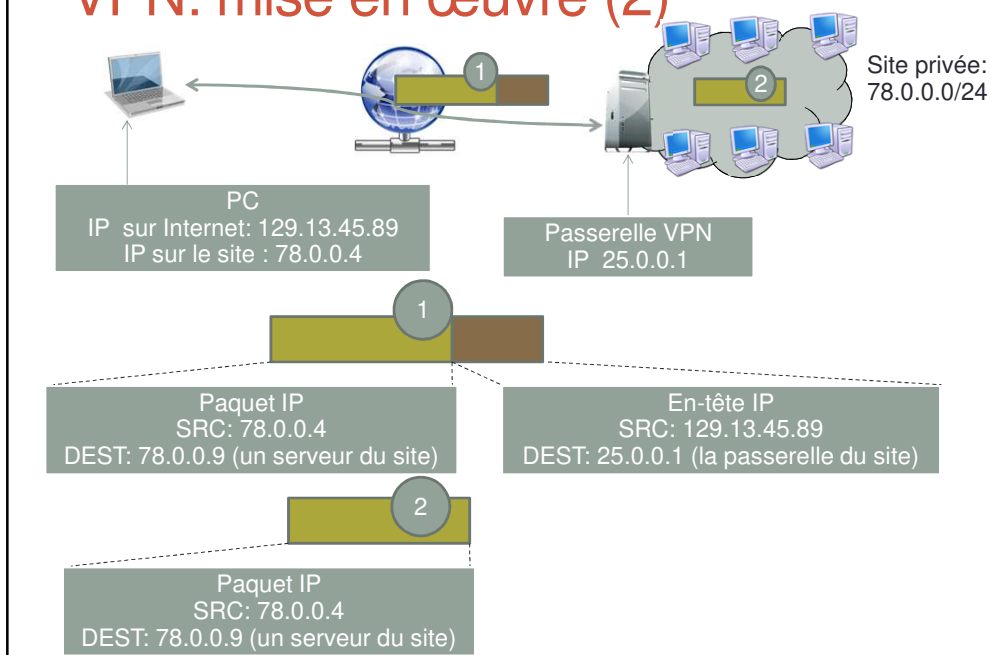 VPN: mise en œuvre (2)
1
2
Site privée:
78.0.0.0/24
PC
IP sur Internet: 129.13.45.89
IP sur le site : 78.0.0.4
Passerelle VPN
IP 25.0.0.1
1
Paquet IP
SRC: 78.0.0.4
DEST: 78.0.0.9 (un serveur du site)
En-tête IP
SRC: 129.13.45.89
DEST: 25.0.0.1 (la passerelle du site)
2
Paquet IP
SRC: 78.0.0.4
DEST: 78.0.0.9 (un serveur du site)